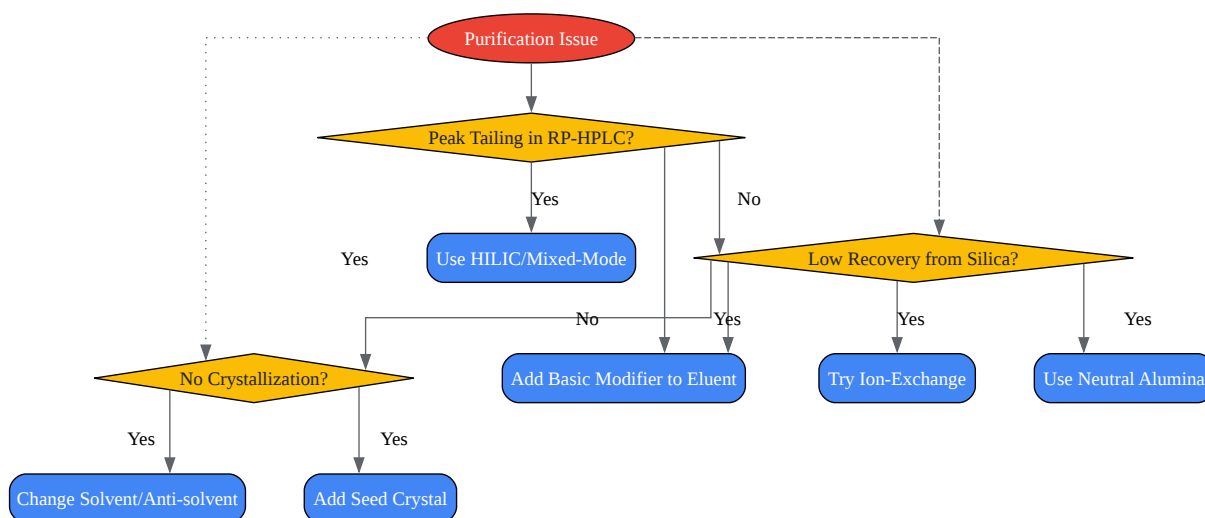 Purification Issue
Peak Tailing in RP-HPLC?
Yes
No
Use HILIC/Mixed-Mode
Yes
Low Recovery from Silica?
No
Yes
Yes
Yes
No Crystallization?
Add Basic Modifier to Eluent
Try Ion-Exchange
Use Neutral Alumina
Yes
Yes
Change Solvent/Anti-solvent
Add Seed Crystal